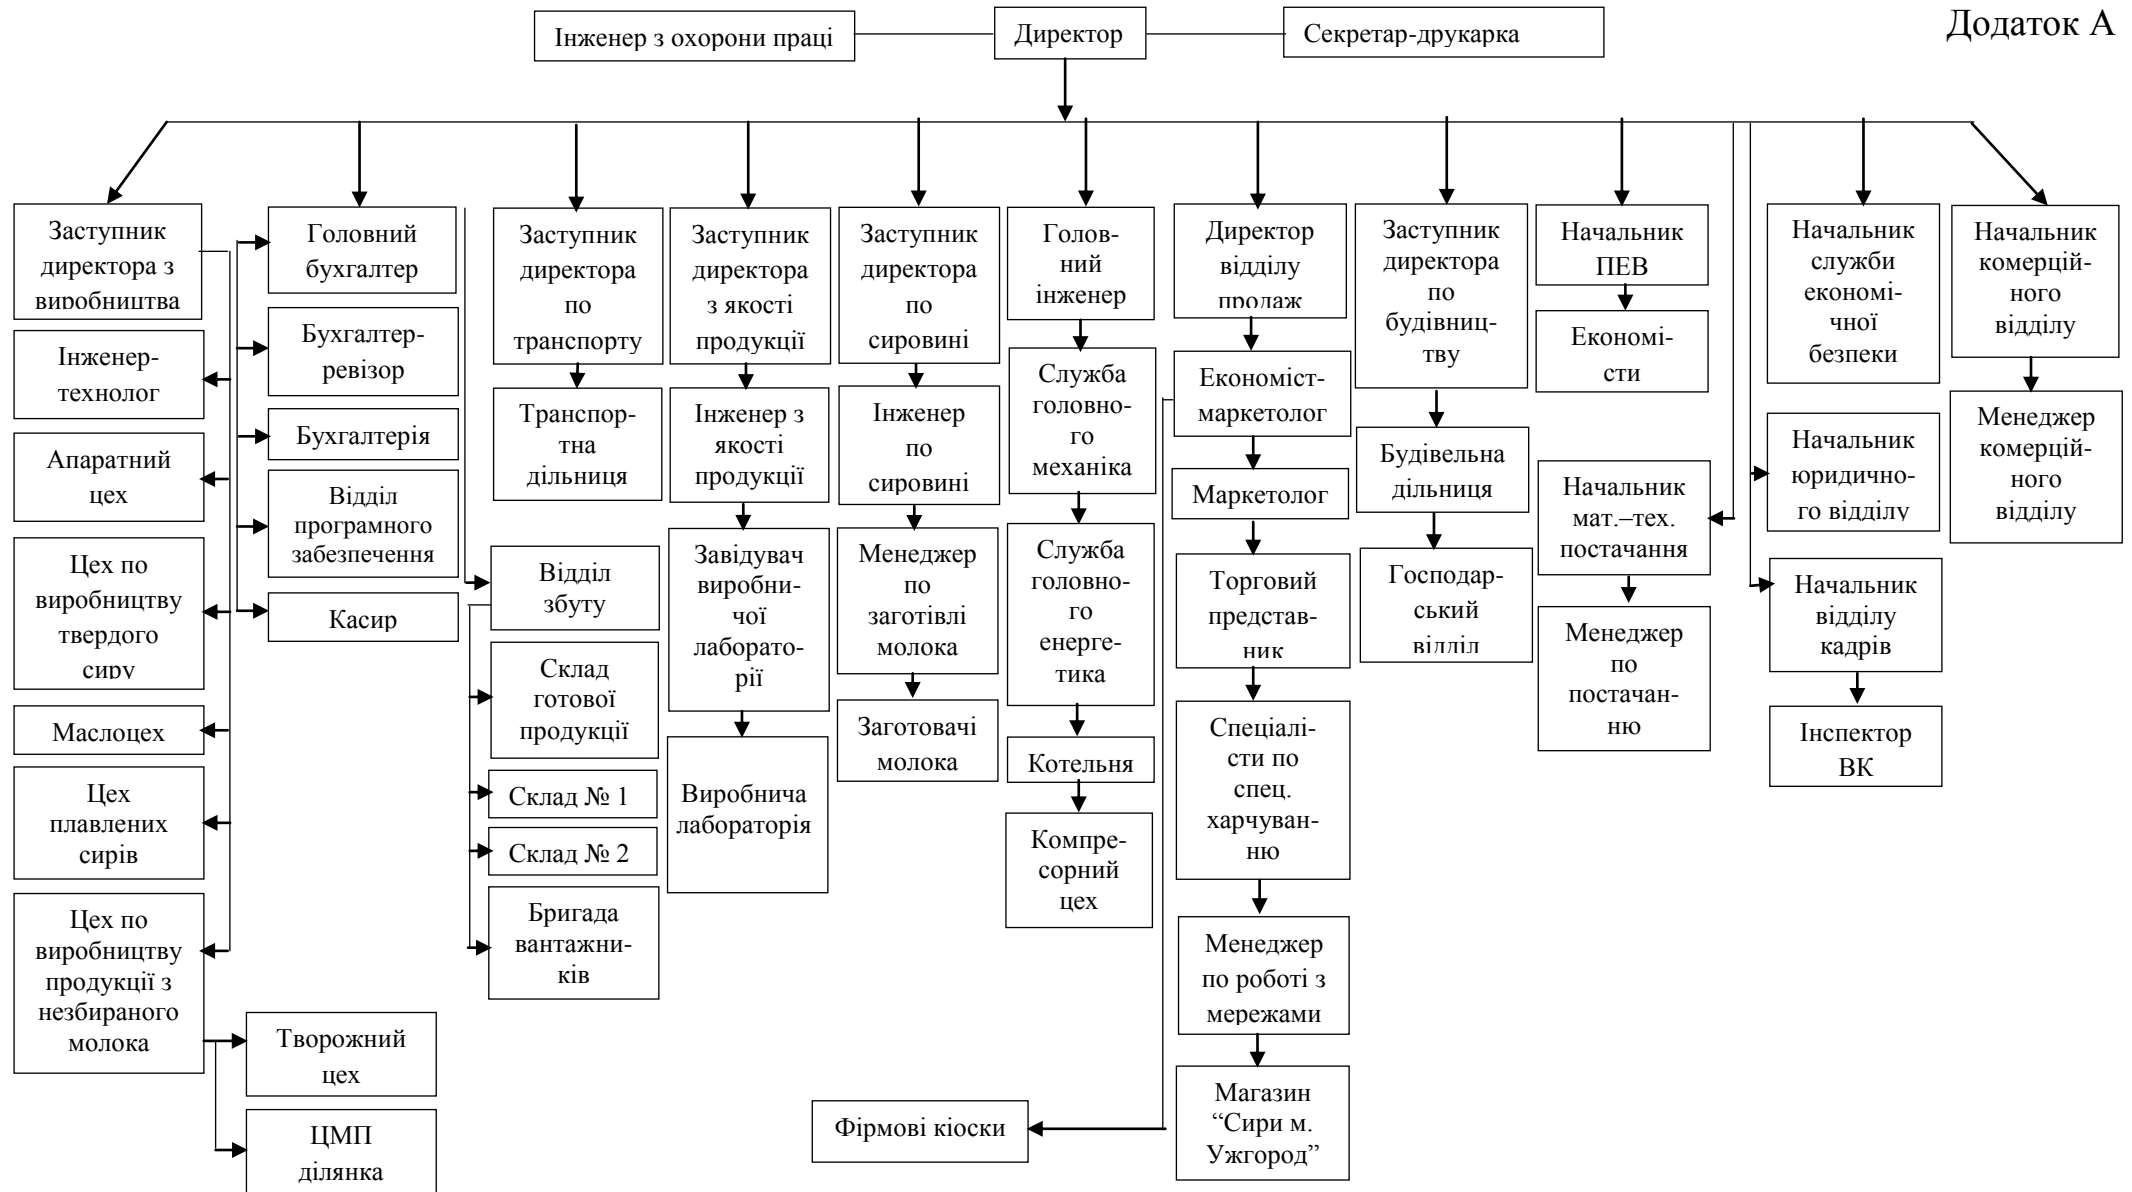 Додаток А
Інженер з охорони праці
Директор
Секретар-друкарка
Заступник
директора з
виробництва
Інженер-
технолог
Апаратний
цех
Цех по
виробництву
твердого
сиру
Маслоцех
Цех
плавлених
сирів
Цех по
виробництву
продукції з
незбираного
молока
Творожний
цех
ЦМП
ділянка
Головний
бухгалтер
Бухгалтер-
ревізор
Бухгалтерія
Відділ
програмного
забезпечення
Касир
Заступник
директора
по
транспорту
Транспор-
тна
дільниця
Відділ
збуту
Склад
готової
продукції
Склад № 1
Склад № 2
Бригада
вантажни-
ків
Заступник
директора
з якості
продукції
Інженер з
якості
продукції
Завідувач
виробни-
чої
лаборато-
рії
Виробнича
лабораторія
Заступник
директора
по
сировині
Інженер
по
сировині
Менеджер
по
заготівлі
молока
Заготовачі
молока
Голов-
ний
інженер
Служба
головно-
го
механіка
Служба
головно-
го
енерге-
тика
Котельня
Компре-
сорний
цех
Директор
відділу
продаж
Економіст-
маркетолог
Маркетолог
Торговий
представ-
ник
Спеціалі-
сти по
спец.
харчуван-
ню
Менеджер
по роботі з
мережами
Магазин
“Сири м.
Ужгород”
Фірмові кіоски
Заступник
директора
по
будівниц-
тву
Будівельна
дільниця
Господар-
ський
відділ
Начальник
ПЕВ
Економі-
сти
Начальник
мат.–тех.
постачання
Менеджер
по
постачан-
ню
Начальник
служби
економі-
чної
безпеки
Начальник
юридично-
го відділу
Начальник
відділу
кадрів
Інспектор
ВК
Начальник
комерцій-
ного
відділу
Менеджер
комерцій-
ного
відділу